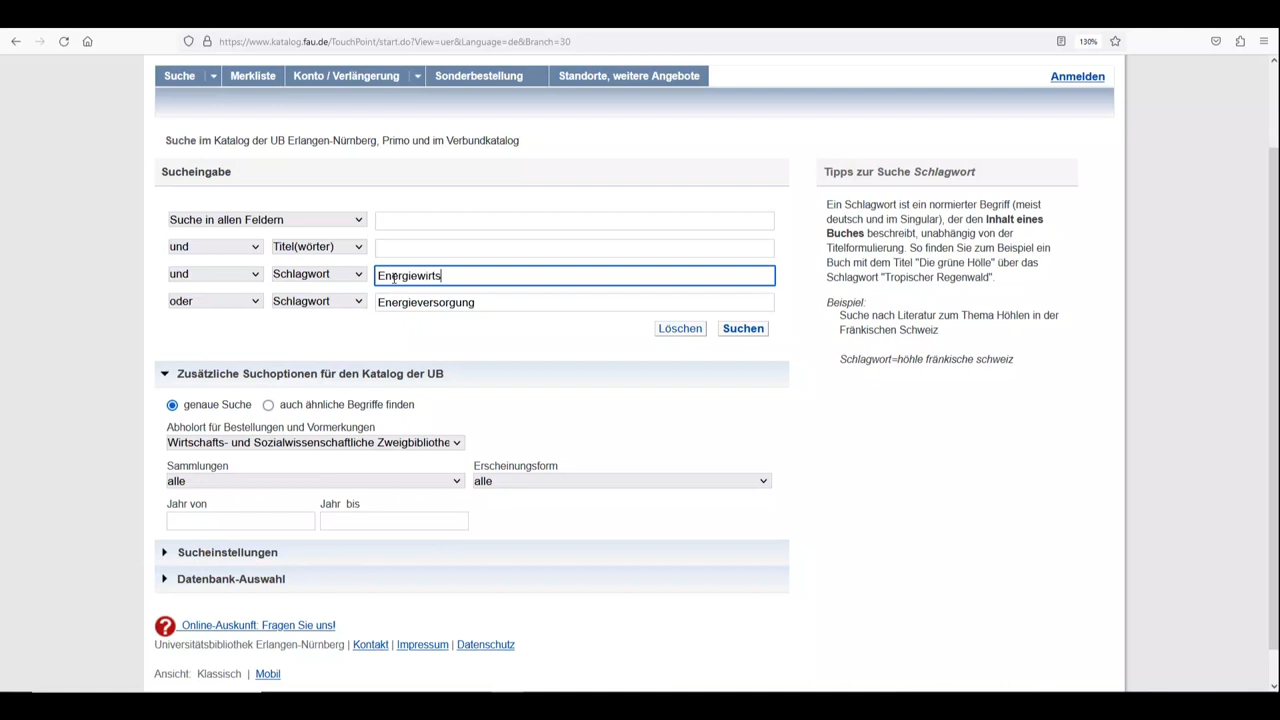 https://www.katalog.fau.de/TouchPoint/start.do?View=uer&Language=de&Branch=30 130%
Suche Merkliste Konto / Verlängerung Sonderbestellung Standorte, weitere Angebote Anmelden
Suche im Katalog der UB Erlangen-Nürnberg, Primo und im Verbundkatalog
Sucheingabe
Suche in allen Feldern
und Titel(wörter)
und Schlagwort Energiewirts
oder Schlagwort Energieversorgung
Löschen Suchen
Tipps zur Suche Schlagwort
Ein Schlagwort ist ein normierter Begriff (meist
deutsch und im Singular), der den Inhalt eines
Buches beschreibt, unabhängig von der
Titelformulierung. So finden Sie zum Beispiel ein
Buch mit dem Titel "Die grüne Hölle" über das
Schlagwort "Tropischer Regenwald".
Beispiel:
Suche nach Literatur zum Thema Höhlen in der
Fränkischen Schweiz
Schlagwort=höhle fränkische schweiz
Zusätzliche Suchoptionen für den Katalog der UB
genaue Suche auch ähnliche Begriffe finden
Abholort für Bestellungen und Vormerkungen
Wirtschafts- und Sozialwissenschaftliche Zweigbibliothe
Sammlungen Erscheinungsform
alle alle
Jahr von Jahr bis
Sucheinstellungen
Datenbank-Auswahl
? Online-Auskunft: Fragen Sie uns!
Universitätsbibliothek Erlangen-Nürnberg | Kontakt | Impressum | Datenschutz
Ansicht: Klassisch | Mobil